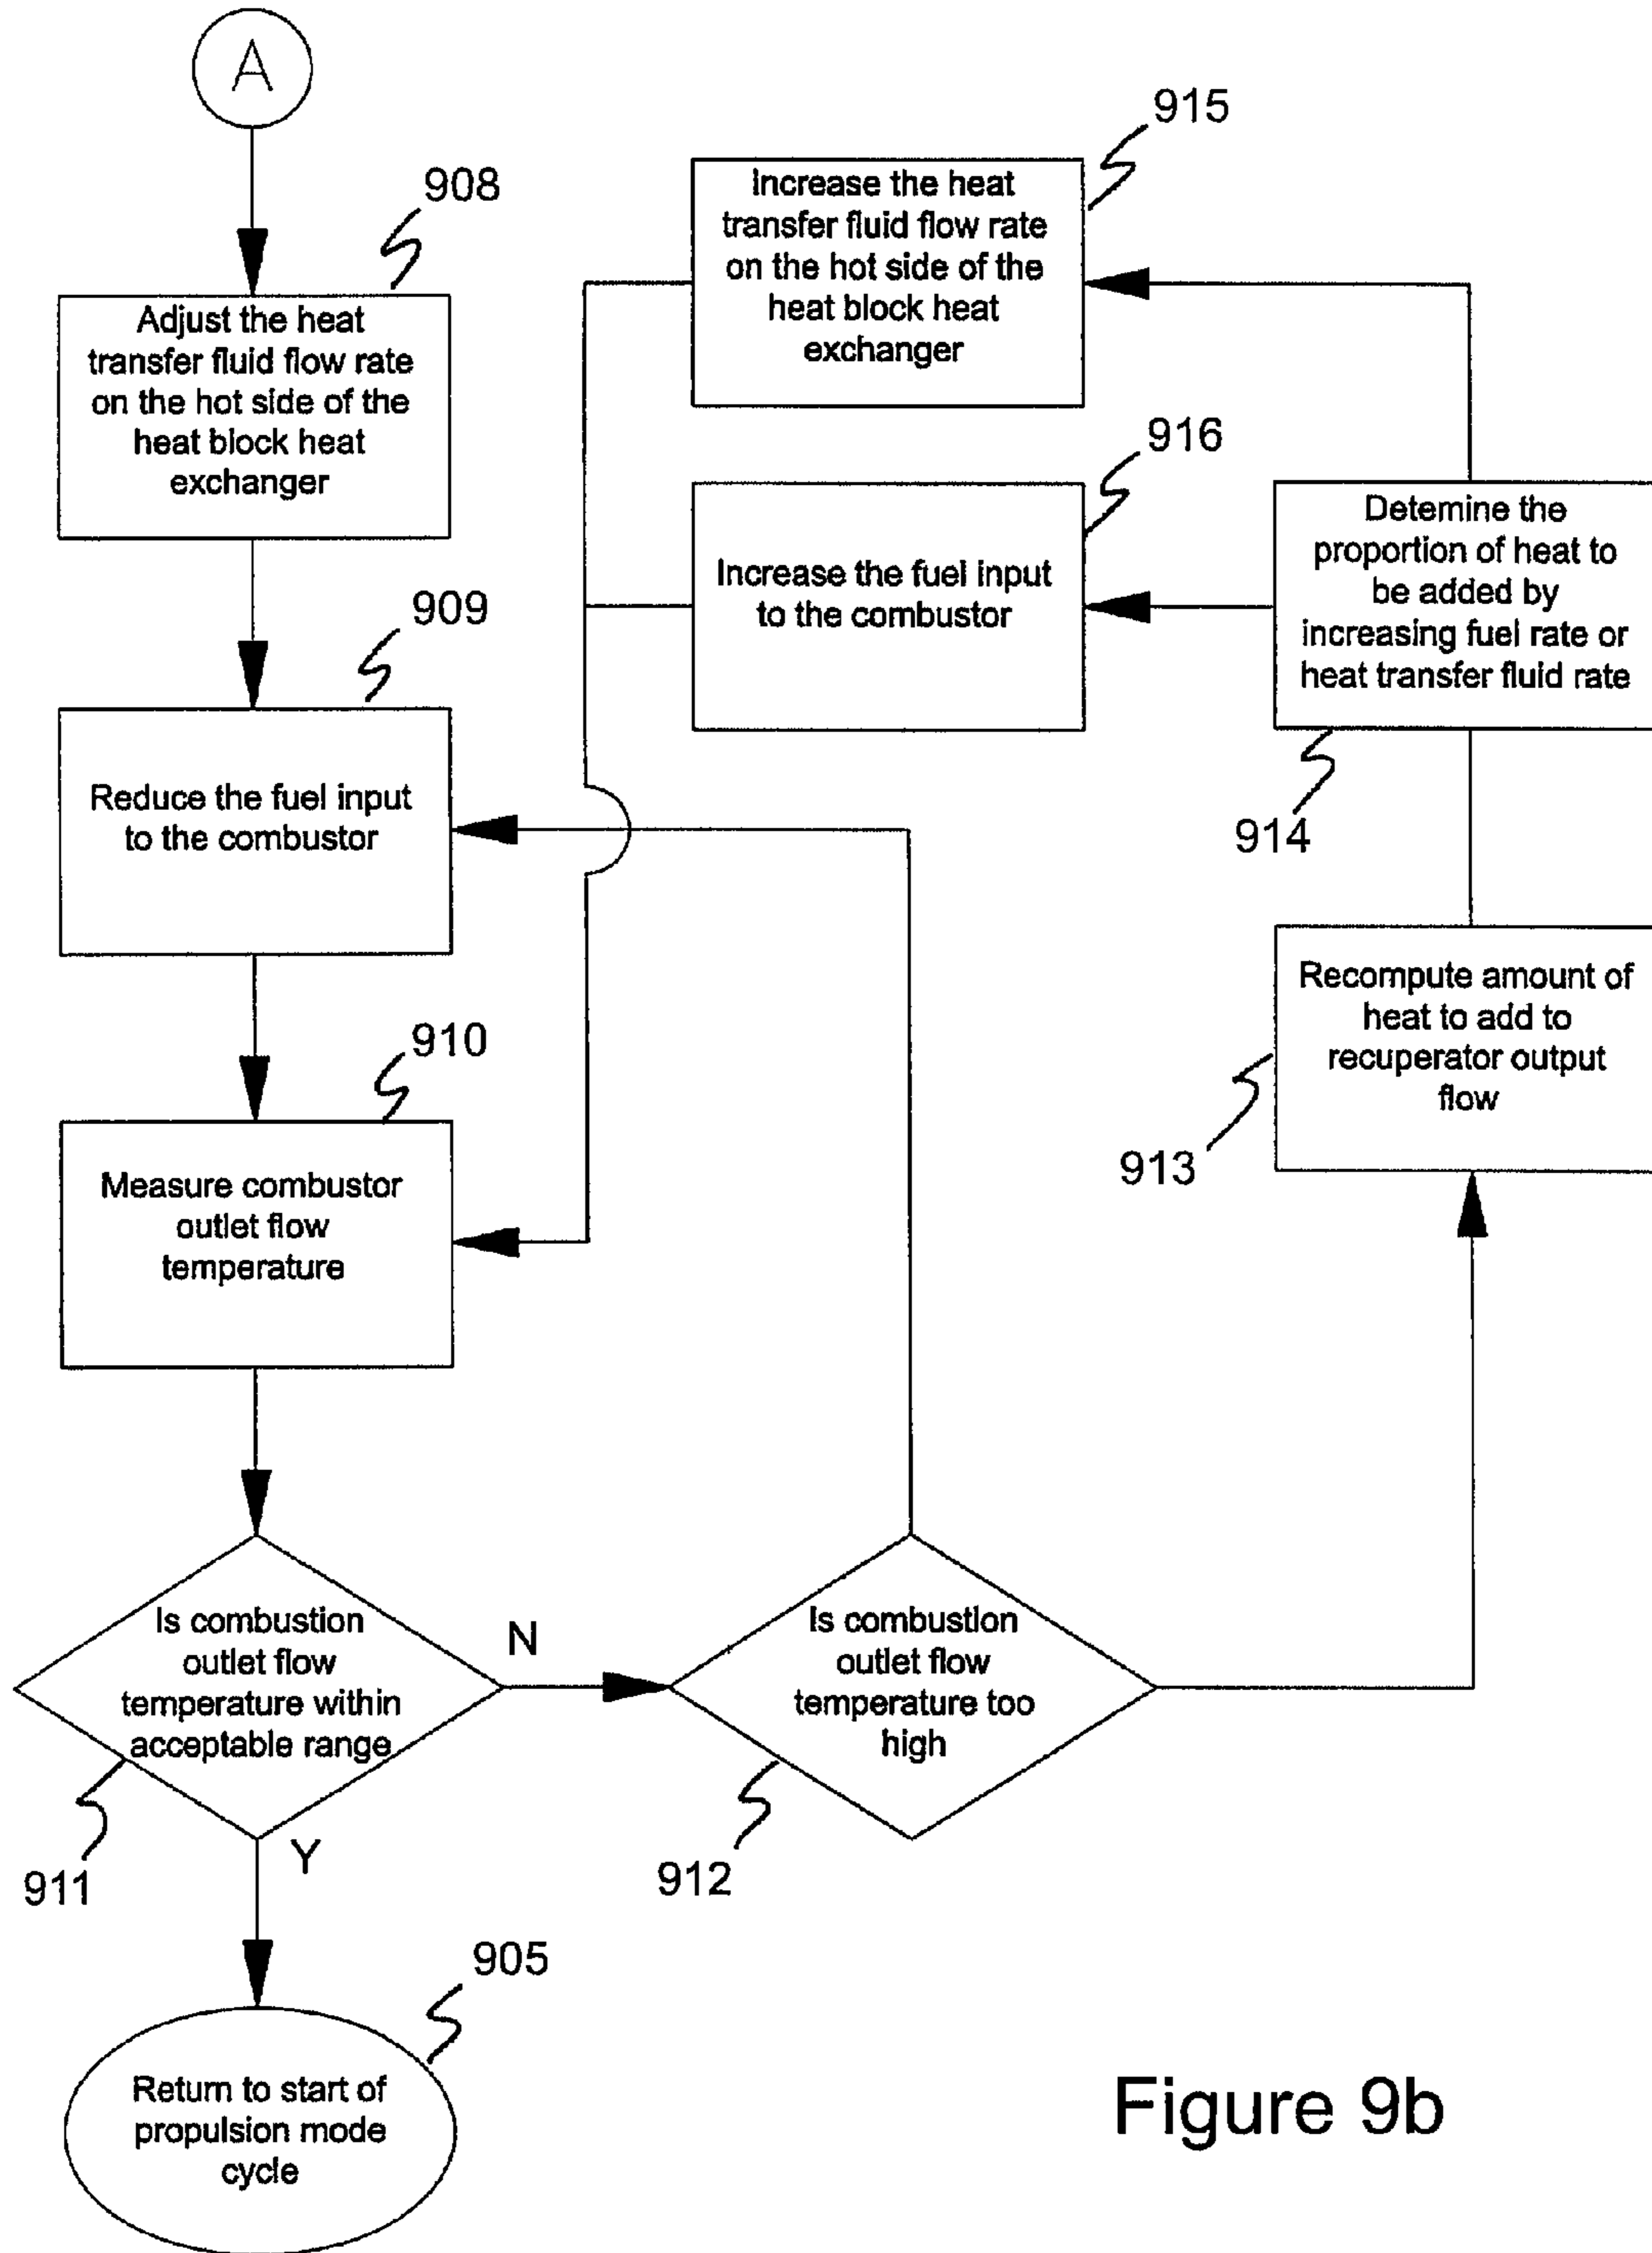 A
908
Adjust the heat
transfer fluid flow rate
on the hot side of the
heat block heat
exchanger
909
Reduce the fuel input
to the combustor
910
Measure combustor
outlet flow
temperature
Is combustion
outlet flow
temperature within
acceptable range
N
Y
911
905
Return to start of
propulsion mode
cycle
Is combustion
outlet flow
temperature too
high
912
913
Recompute amount of
heat to add to
recuperator output
flow
914
Detemine the
proportion of heat to
be added by
increasing fuel rate or
heat transfer fluid rate
915
Increase the heat
transfer fluid flow rate
on the hot side of the
heat block heat
exchanger
916
Increase the fuel input
to the combustor
Figure 9b